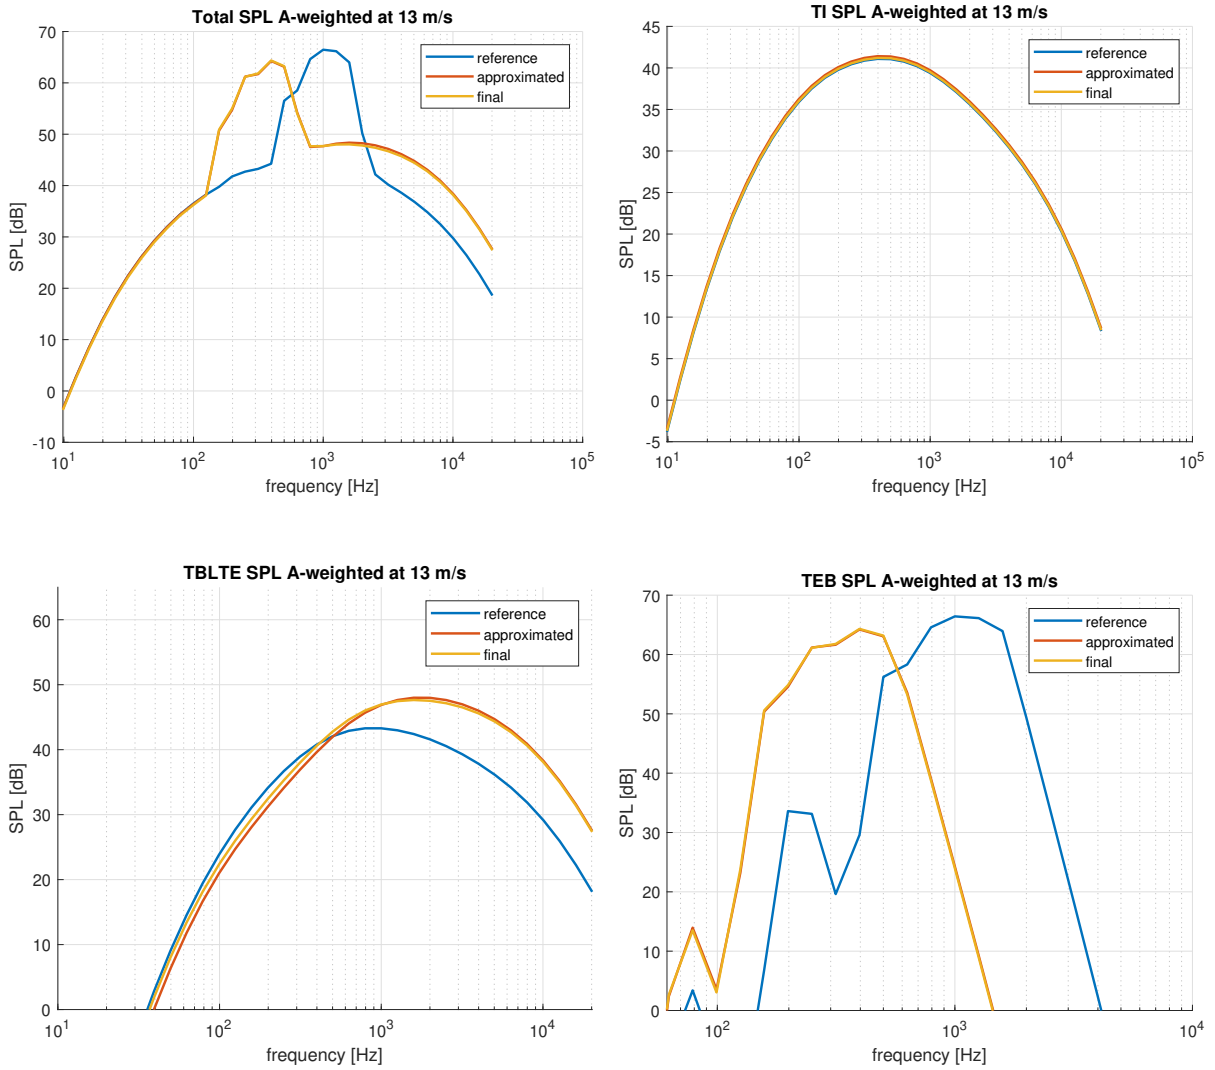 Total SPL A-weighted at 13 m/s
70
60
50
40
30
20
10
0
-10
SPL [dB]
reference
approximated
final
10^1
10^2
10^3
10^4
10^5
frequency [Hz]
TI SPL A-weighted at 13 m/s
45
40
35
30
25
20
15
10
5
0
-5
SPL [dB]
reference
approximated
final
10^1
10^2
10^3
10^4
10^5
frequency [Hz]
TBLTE SPL A-weighted at 13 m/s
60
50
40
30
20
10
0
SPL [dB]
reference
approximated
final
10^1
10^2
10^3
10^4
frequency [Hz]
TEB SPL A-weighted at 13 m/s
70
60
50
40
30
20
10
0
SPL [dB]
reference
approximated
final
10^2
10^3
10^4
frequency [Hz]